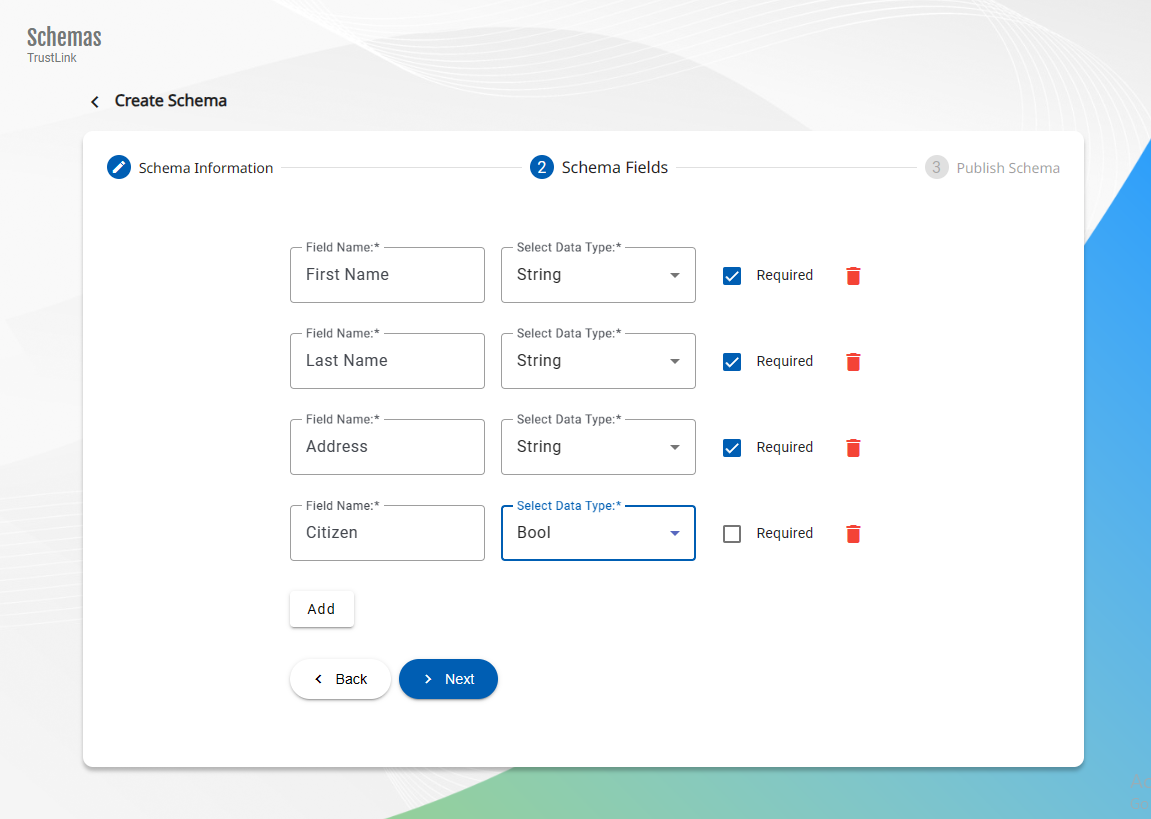 Schemas
TrustLink
Create Schema
Schema Information
2 Schema Fields
3 Publish Schema
Field Name:* Select Data Type:*
First Name String Required
Field Name:* Select Data Type:*
Last Name String Required
Field Name:* Select Data Type:*
Address String Required
Field Name:* Select Data Type:*
Citizen Bool Required
Add
Back Next